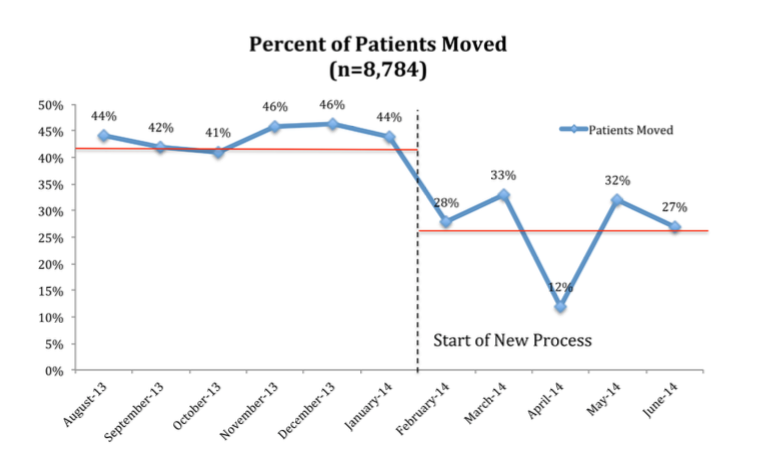 Percent of Patients Moved
(n=8,784)
50%
45%
40%
35%
30%
25%
20%
15%
10%
5%
0%
44%
42%
41%
46%
46%
44%
28%
33%
12%
32%
27%
Patients Moved
Start of New Process
August-13
September-13
October-13
November-13
December-13
January-14
February-14
March-14
April-14
May-14
June-14